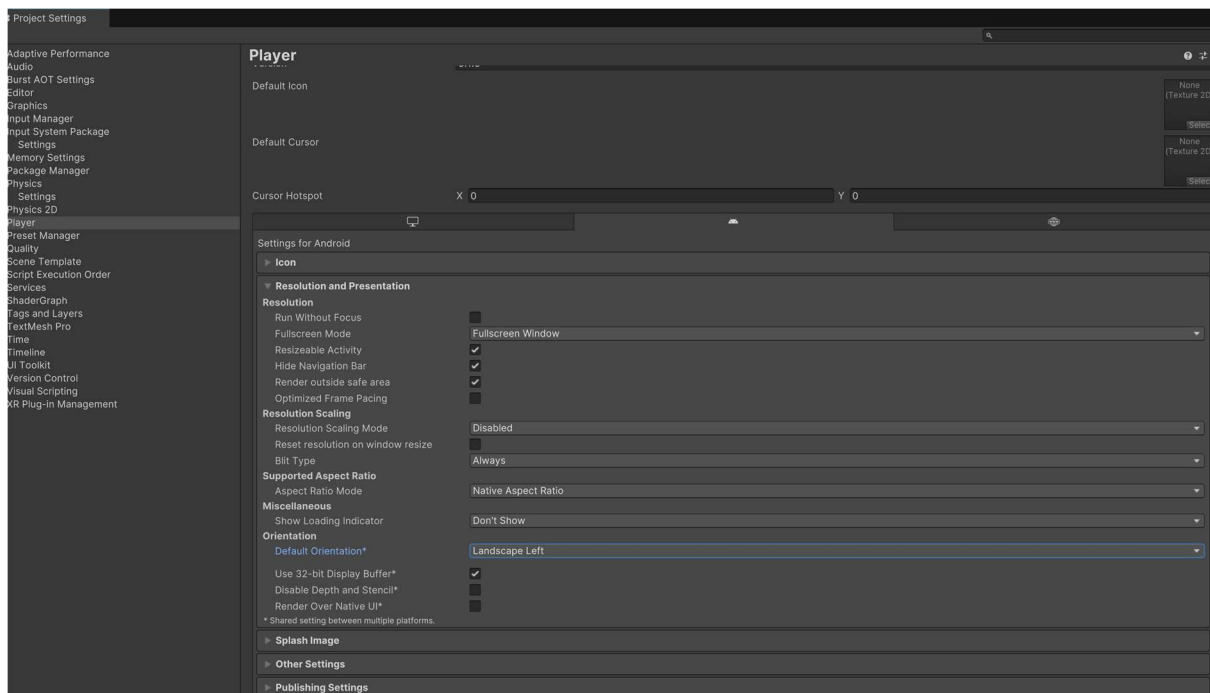 Project Settings
Adaptive Performance
Audio
Burst AOT Settings
Editor
Graphics
Input Manager
Input System Package
Settings
Memory Settings
Package Manager
Physics
Settings
Physics 2D
Player
Preset Manager
Quality
Scene Template
Script Execution Order
Services
ShaderGraph
Tags and Layers
TextMesh Pro
Time
Timeline
UI Toolkit
Version Control
Visual Scripting
XR Plug-in Management
Player
Default Icon
None
(Texture 2D
Selec
Default Cursor
None
(Texture 2D
Selec
Cursor Hotspot X 0 Y 0
Settings for Android
Icon
Resolution and Presentation
Resolution
Run Without Focus
Fullscreen Mode Fullscreen Window
Resizeable Activity
Hide Navigation Bar
Render outside safe area
Optimized Frame Pacing
Resolution Scaling
Resolution Scaling Mode Disabled
Reset resolution on window resize
Blit Type Always
Supported Aspect Ratio
Aspect Ratio Mode Native Aspect Ratio
Miscellaneous
Show Loading Indicator Don't Show
Orientation
Default Orientation* Landscape Left
Use 32-bit Display Buffer*
Disable Depth and Stencil*
Render Over Native UI*
* Shared setting between multiple platforms.
Splash Image
Other Settings
Publishing Settings